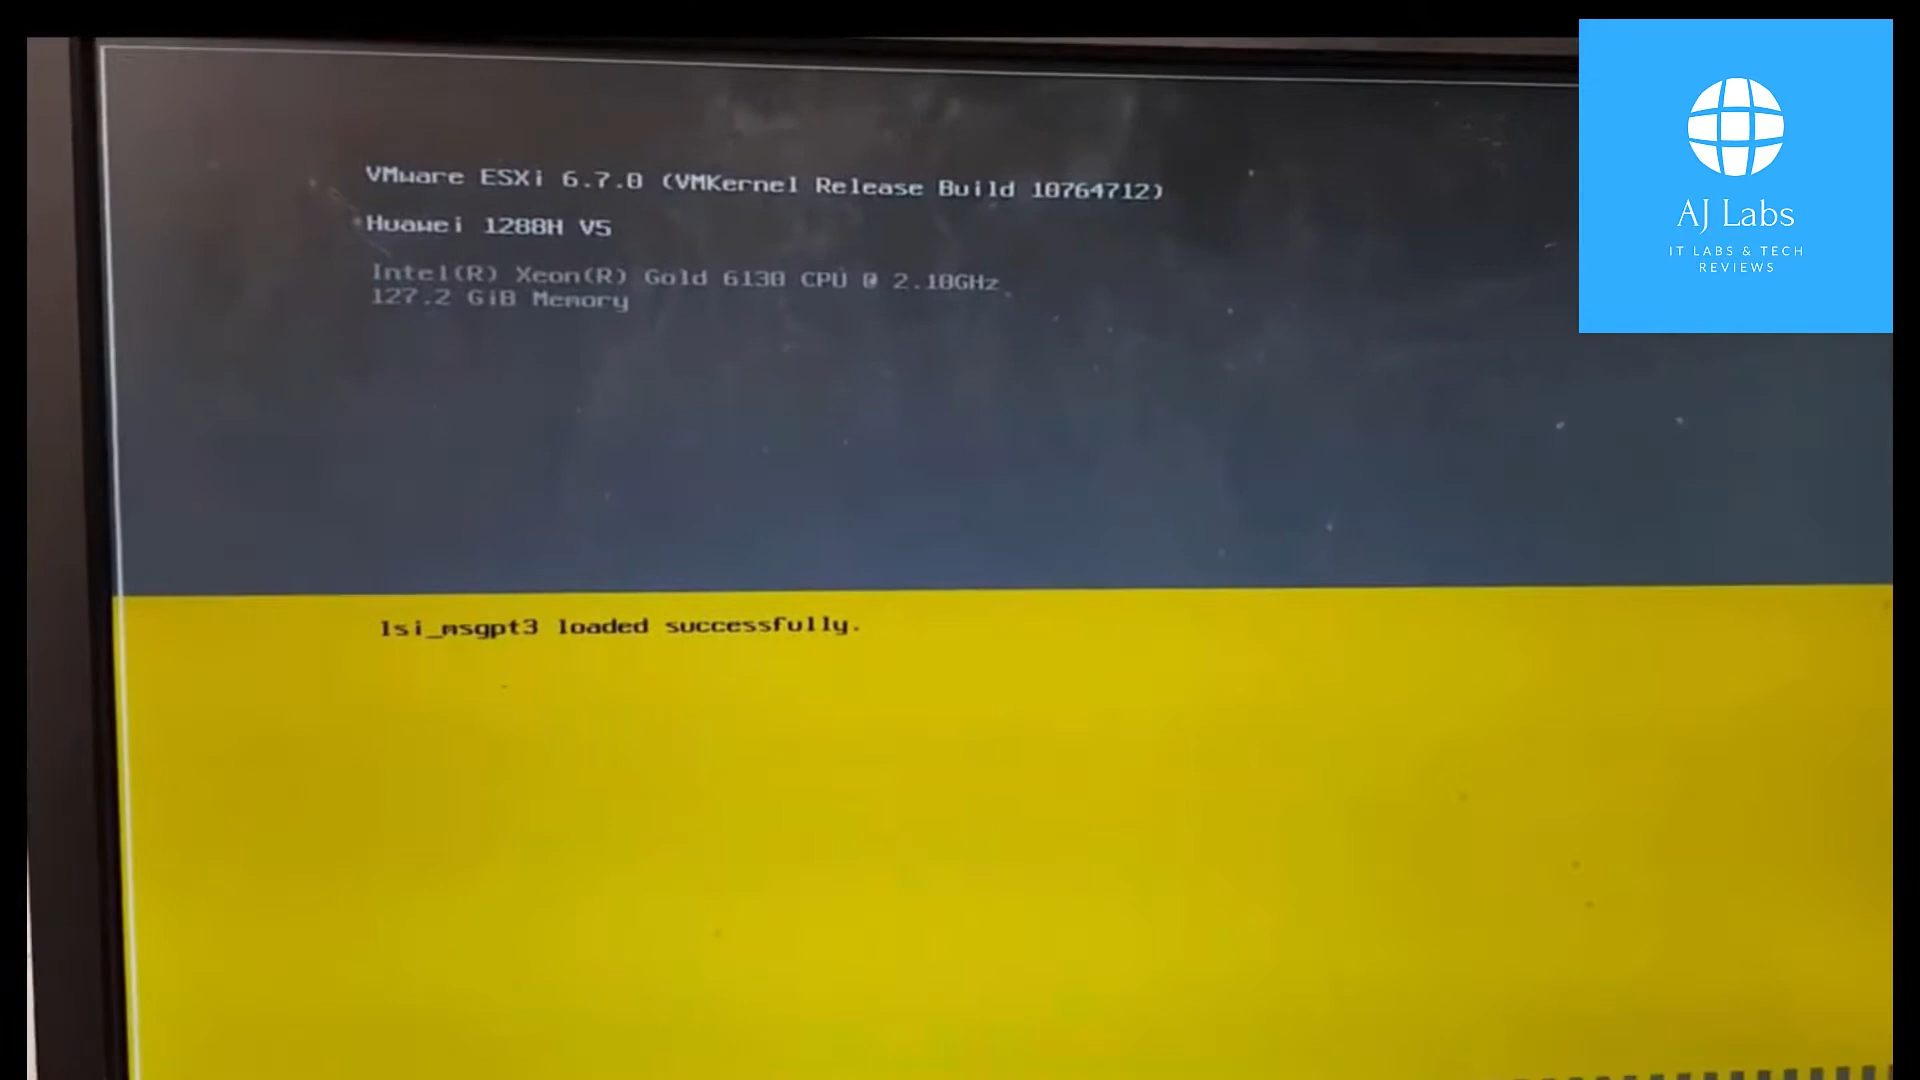 VMware ESXi 6.7.0 (VMKernel Release Build 10764712)
Huawei 1288H V5
Intel(R) Xeon(R) Gold 6130 CPU @ 2.10GHz
127.2 GiB Memory
lsi_msgpt3 loaded successfully.
AJ Labs
IT LABS & TECH
REVIEWS